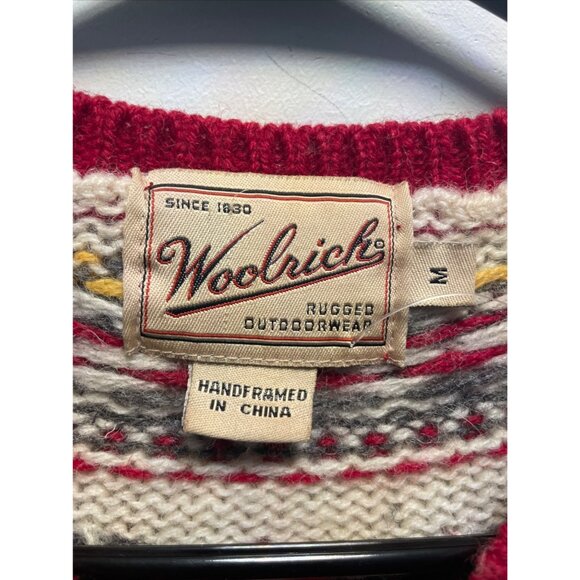 SINCE 1830
Woolrich
RUGGED
OUTDOORWEAR
M
HANDFRAMED
IN CHINA